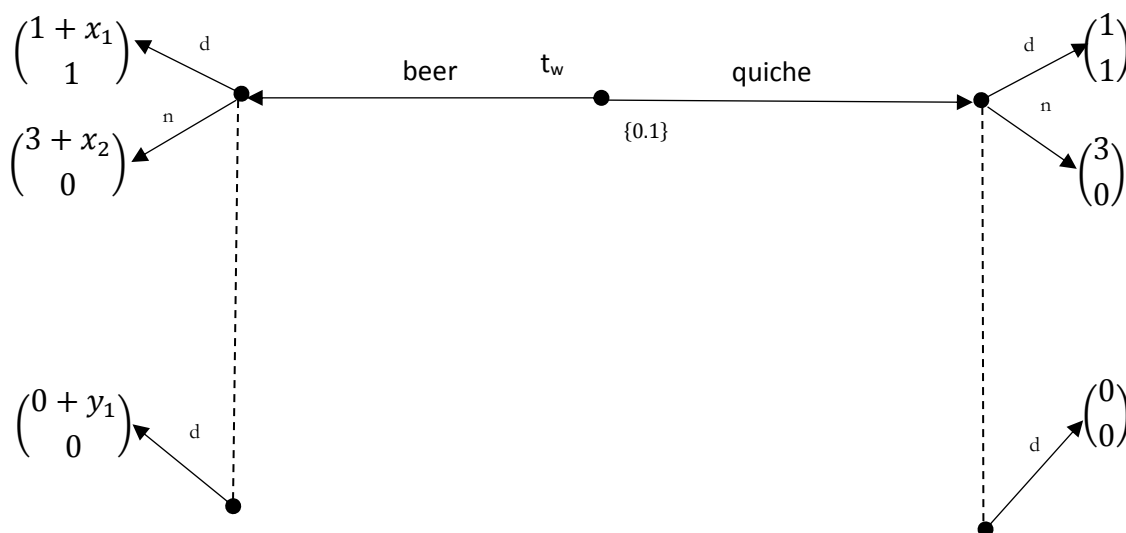 (1 + x₁
1)
d
beer
t_w
quiche
d
(1
1)
n
(3 + x₂
0)
{0.1}
n
(3
0)
(0 + y₁
0)
d
d
(0
0)